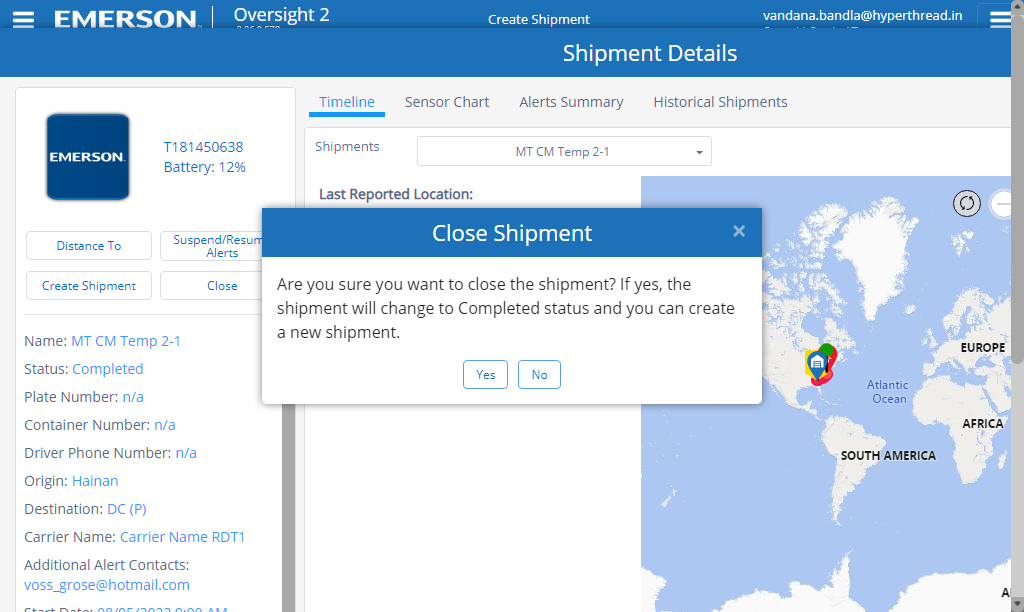 EMERSON
Oversight 2
Create Shipment
vandana.bandla@hyperthread.in
Shipment Details
Timeline
Sensor Chart
Alerts Summary
Historical Shipments
EMERSON
T181450638
Battery: 12%
Shipments
MT CM Temp 2-1
Last Reported Location:
Distance To
Suspend/Resum
Alerts
Create Shipment
Close
Close Shipment
×
Are you sure you want to close the shipment? If yes, the
shipment will change to Completed status and you can create
a new shipment.
Yes
No
Name: MT CM Temp 2-1
Status: Completed
Plate Number: n/a
Container Number: n/a
Driver Phone Number: n/a
Origin: Hainan
Destination: DC (P)
Carrier Name: Carrier Name RDT1
Additional Alert Contacts:
voss_grose@hotmail.com
Start Date: 08/05/2022 9:00 AM
EUROPE
Atlantic
Ocean
AFRICA
SOUTH AMERICA